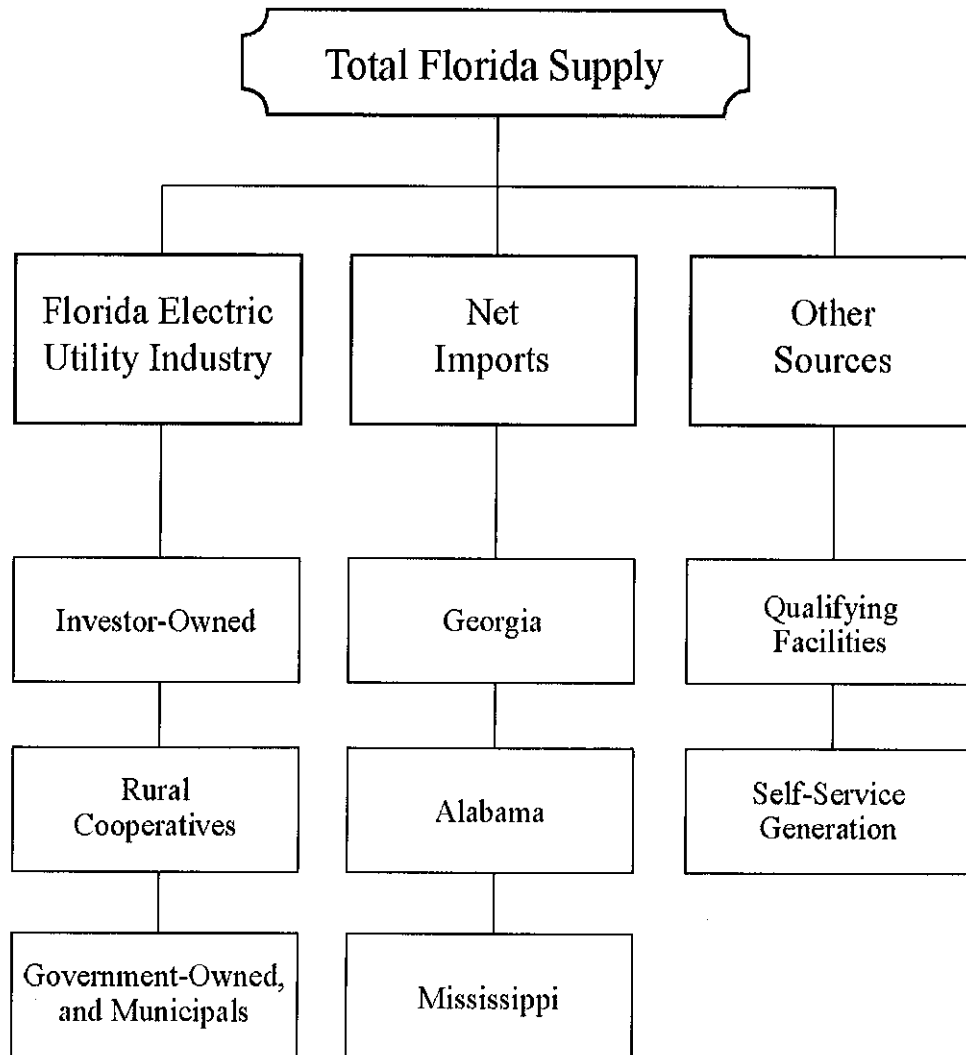 Total Florida Supply
Florida Electric
Utility Industry
Net
Imports
Other
Sources
Investor-Owned
Georgia
Qualifying
Facilities
Rural
Cooperatives
Alabama
Self-Service
Generation
Government-Owned,
and Municipals
Mississippi